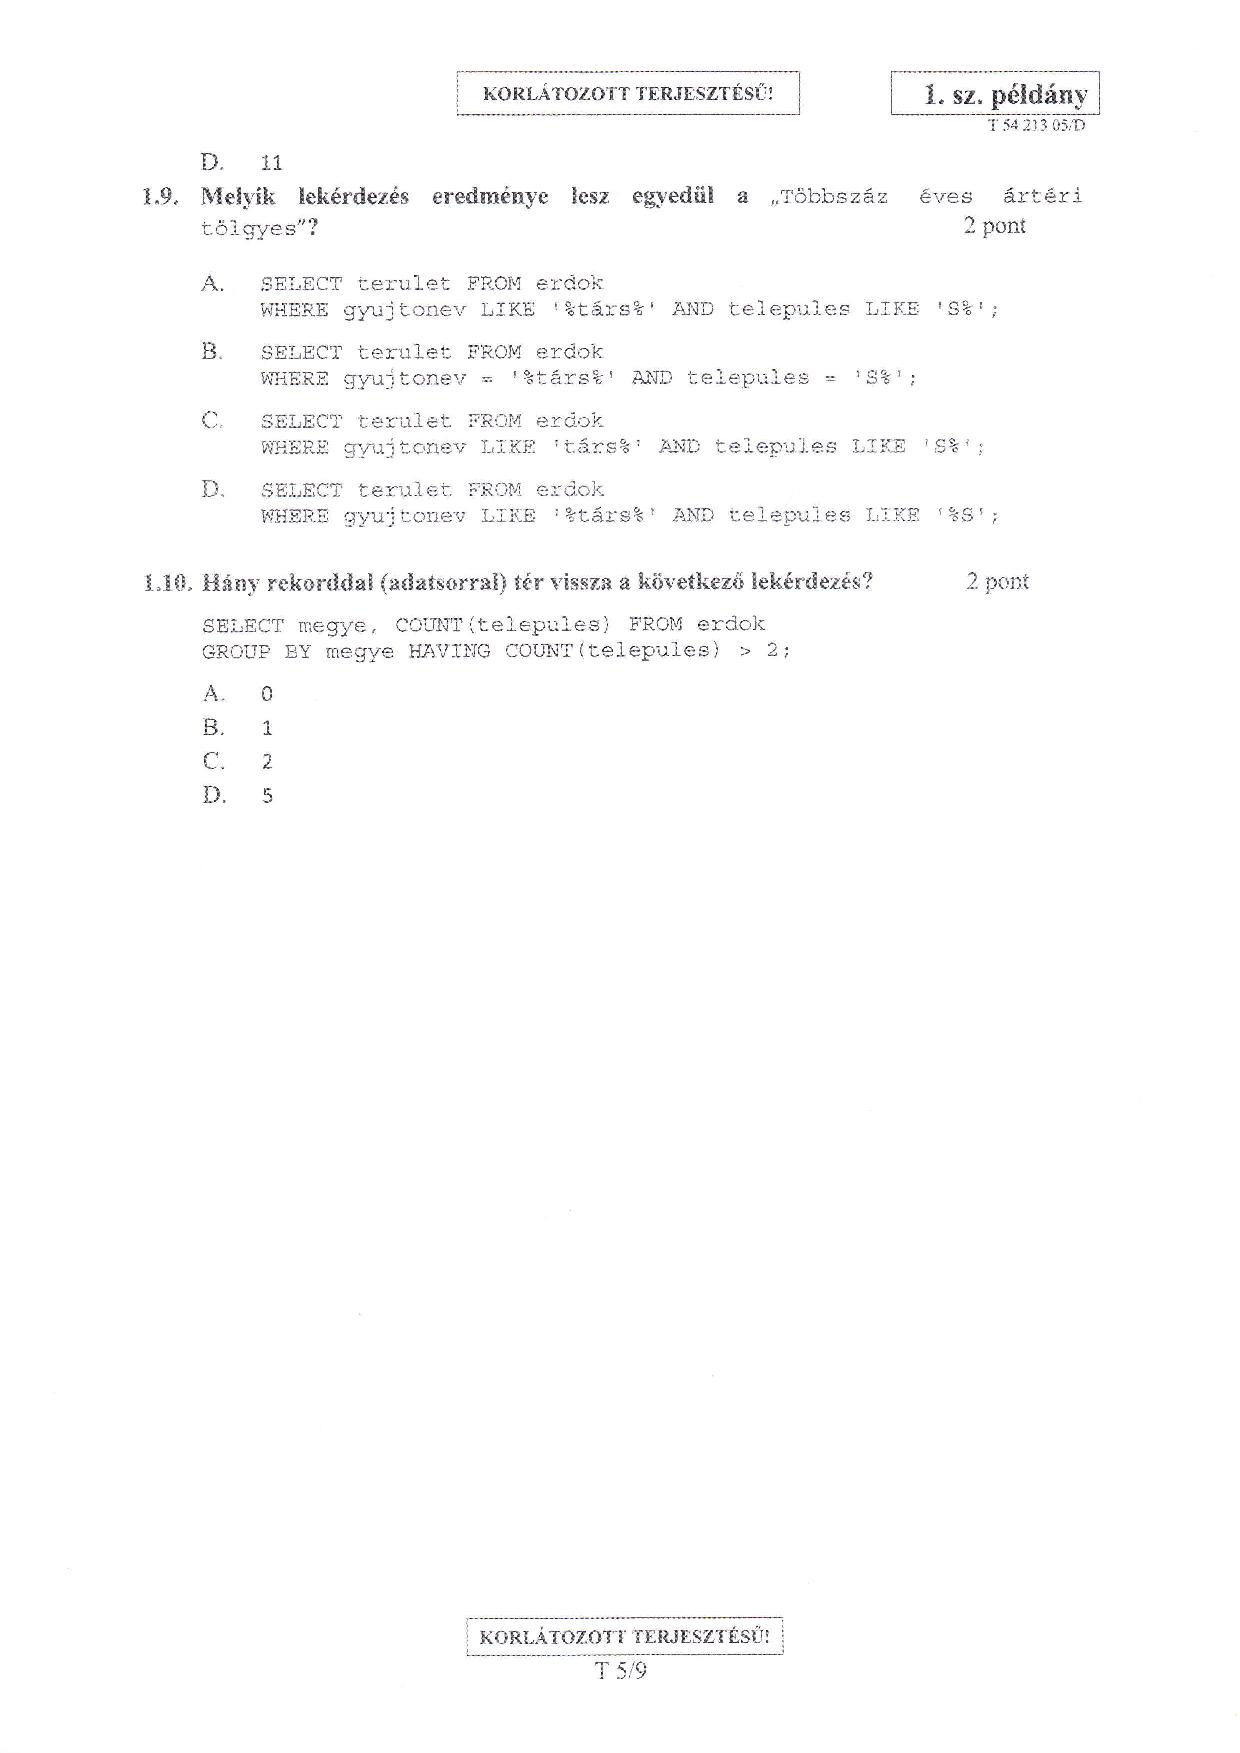 KORLÁTOZOTT TERJESZTÉSŰ!
1. sz. példány
T 54 213 05/D
D. 11
1.9. Melyik lekérdezés eredménye lesz egyedül a „Többszáz éves ártéri
tölgyes”? 2 pont
A. SELECT terulet FROM erdok
WHERE gyujtonev LIKE '%társ%' AND telepules LIKE 'S%';
B. SELECT terulet FROM erdok
WHERE gyujtonev = '%társ%' AND telepules = 'S%';
C. SELECT terulet FROM erdok
WHERE gyujtonev LIKE 'társ%' AND telepules LIKE 'S%';
D. SELECT terulet FROM erdok
WHERE gyujtonev LIKE '%társ%' AND telepules LIKE '%S';
1.10. Hány rekorddal (adatsorral) tér vissza a következő lekérdezés? 2 pont
SELECT megye, COUNT(telepules) FROM erdok
GROUP BY megye HAVING COUNT(telepules) > 2;
A. 0
B. 1
C. 2
D. 5
KORLÁTOZOTT TERJESZTÉSŰ!
T 5/9